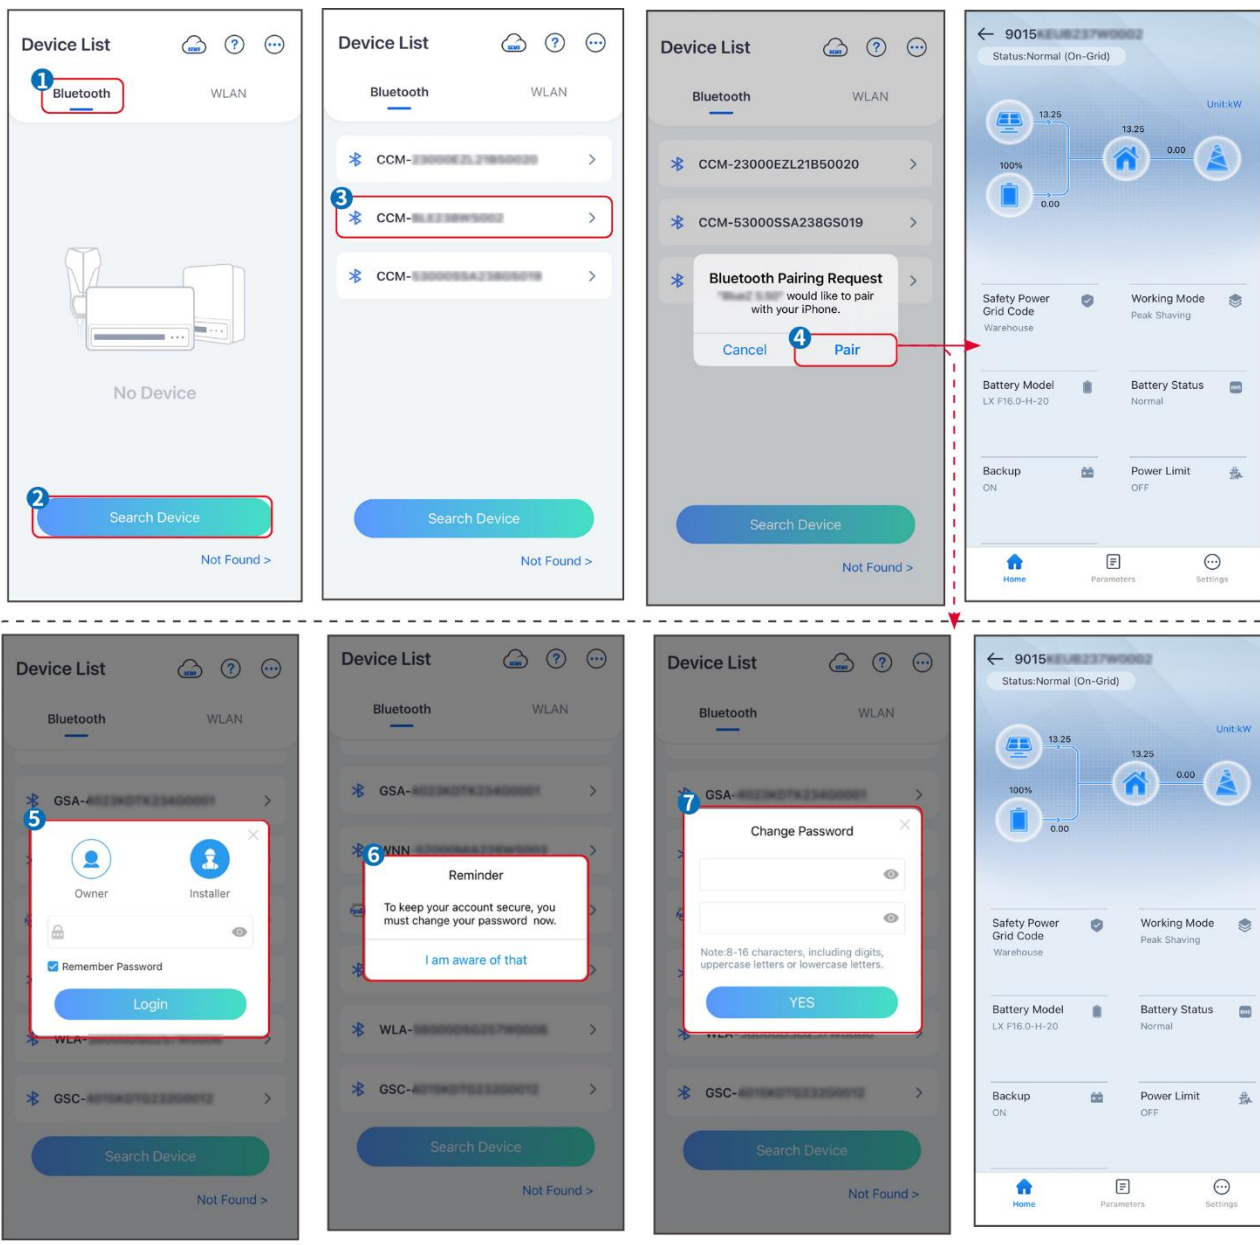 Device List
SEMS
?
1
Bluetooth
WLAN
No Device
2
Search Device
Not Found >
Device List
SEMS
?
Bluetooth
WLAN
CCM-
3
CCM-
CCM-
Search Device
Not Found >
Device List
SEMS
?
Bluetooth
WLAN
CCM-23000EZL21B50020
CCM-53000SSA238GS019
Bluetooth Pairing Request
would like to pair
with your iPhone.
Cancel
4
Pair
Search Device
Not Found >
9015
Status:Normal (On-Grid)
Unit:kW
13.25
13.25
0.00
100%
0.00
Safety Power
Grid Code
Warehouse
Working Mode
Peak Shaving
Battery Model
LX F16.0-H-20
Battery Status
Normal
Backup
ON
Power Limit
OFF
Home
Parameters
Settings
Device List
SEMS
?
Bluetooth
WLAN
GSA-
5
Owner
Installer
Remember Password
Login
WLA-
GSC-
Search Device
Not Found >
Device List
SEMS
?
Bluetooth
WLAN
GSA-
6
WNN
Reminder
To keep your account secure, you
must change your password now.
I am aware of that
WLA-
GSC-
Search Device
Not Found >
Device List
SEMS
?
Bluetooth
WLAN
GSA-
7
Change Password
Note:8-16 characters, including digits,
uppercase letters or lowercase letters.
YES
WLA-
GSC-
Search Device
Not Found >
9015
Status:Normal (On-Grid)
Unit:kW
13.25
13.25
0.00
100%
0.00
Safety Power
Grid Code
Warehouse
Working Mode
Peak Shaving
Battery Model
LX F16.0-H-20
Battery Status
Normal
Backup
ON
Power Limit
OFF
Home
Parameters
Settings